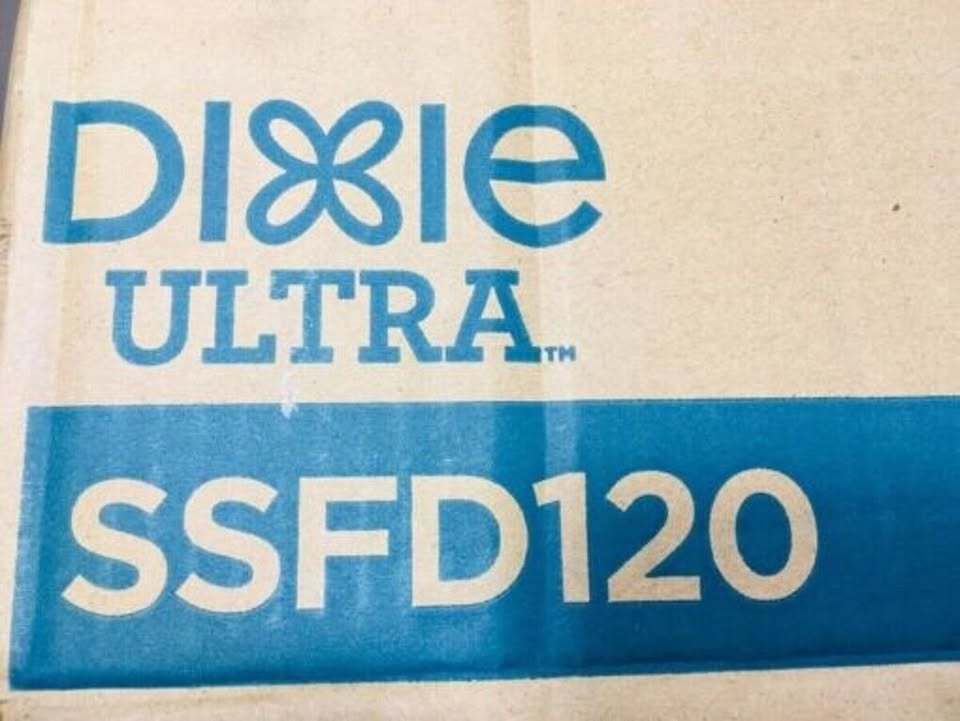 DIXIE
ULTRA™
SSFD120